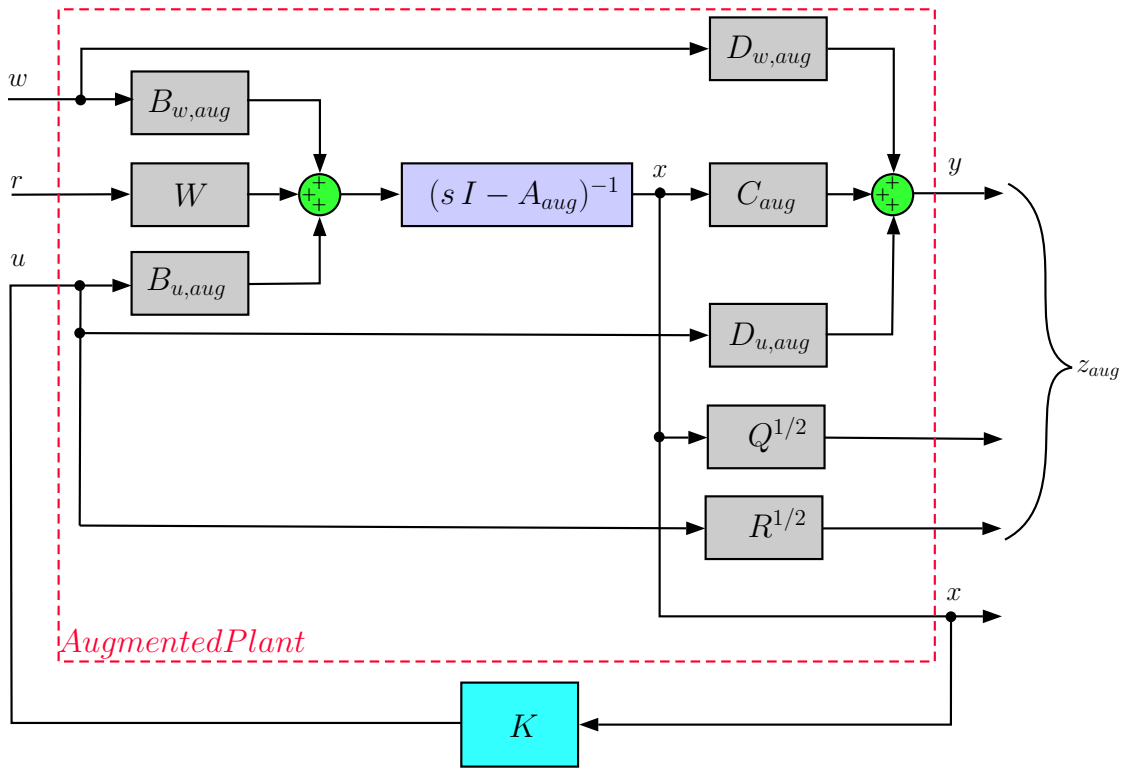 w
B_{w,aug}
D_{w,aug}
r
W
+
+
+
(s I − A_{aug})^{−1}
x
C_{aug}
+
+
+
y
u
B_{u,aug}
D_{u,aug}
z_{aug}
Q^{1/2}
R^{1/2}
x
AugmentedPlant
K